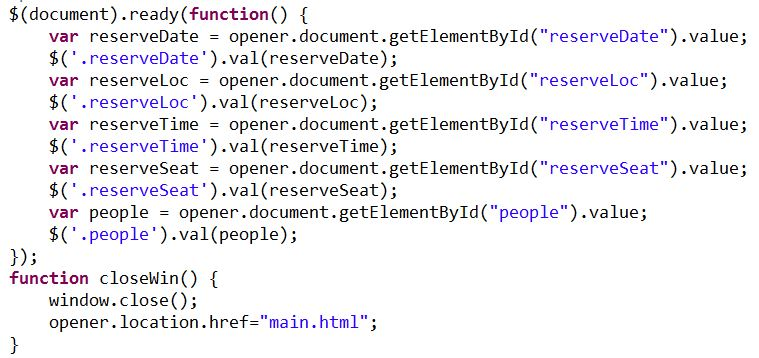 $(document).ready(function() {
    var reserveDate = opener.document.getElementById("reserveDate").value;
    $('.reserveDate').val(reserveDate);
    var reserveLoc = opener.document.getElementById("reserveLoc").value;
    $('.reserveLoc').val(reserveLoc);
    var reserveTime = opener.document.getElementById("reserveTime").value;
    $('.reserveTime').val(reserveTime);
    var reserveSeat = opener.document.getElementById("reserveSeat").value;
    $('.reserveSeat').val(reserveSeat);
    var people = opener.document.getElementById("people").value;
    $('.people').val(people);
});
function closeWin() {
    window.close();
    opener.location.href="main.html";
}